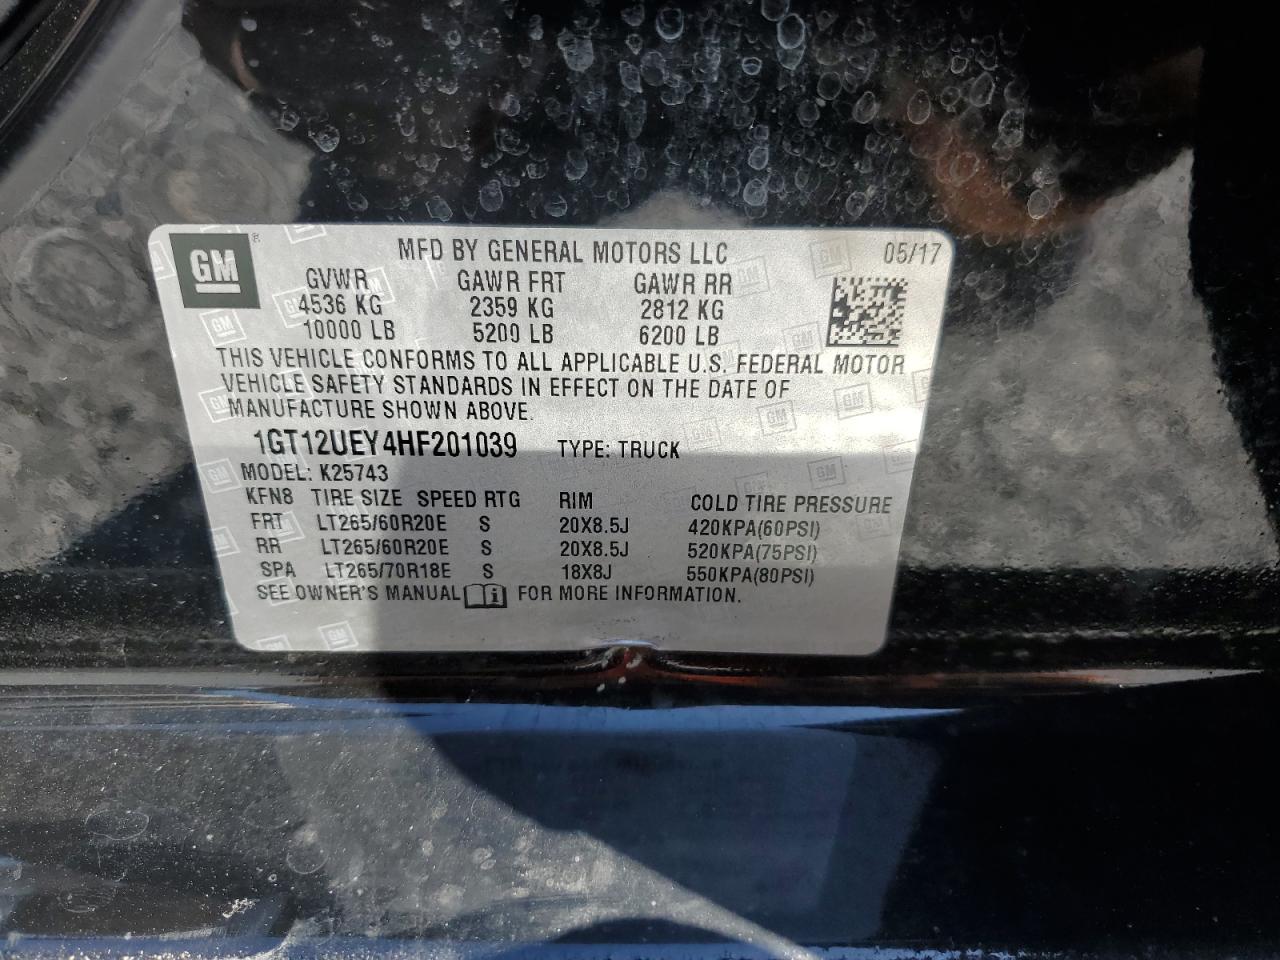 GM ® MFD BY GENERAL MOTORS LLC 05/17
GVWR GAWR FRT GAWR RR
4536 KG 2359 KG 2812 KG
10000 LB 5200 LB 6200 LB
THIS VEHICLE CONFORMS TO ALL APPLICABLE U.S. FEDERAL MOTOR
VEHICLE SAFETY STANDARDS IN EFFECT ON THE DATE OF
MANUFACTURE SHOWN ABOVE.
1GT12UEY4HF201039 TYPE: TRUCK
MODEL: K25743
KFN8 TIRE SIZE SPEED RTG RIM COLD TIRE PRESSURE
FRT LT265/60R20E S 20X8.5J 420KPA(60PSI)
RR LT265/60R20E S 20X8.5J 520KPA(75PSI)
SPA LT265/70R18E S 18X8J 550KPA(80PSI)
SEE OWNER'S MANUAL i FOR MORE INFORMATION.